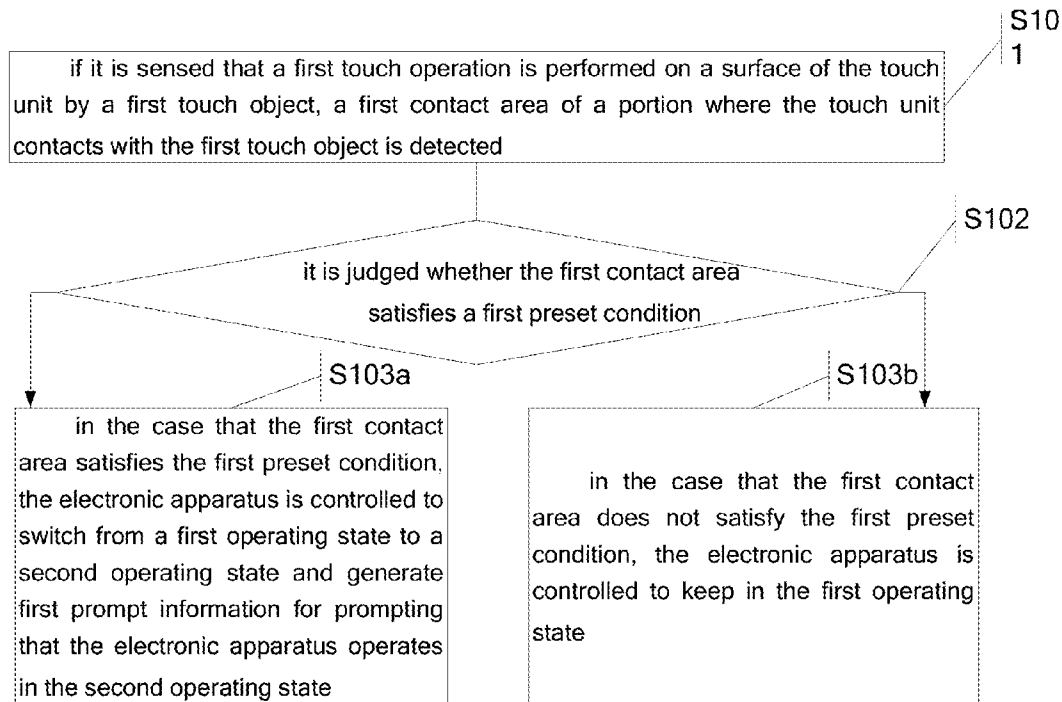 S10
1
if it is sensed that a first touch operation is performed on a surface of the touch
unit by a first touch object, a first contact area of a portion where the touch unit
contacts with the first touch object is detected
S102
it is judged whether the first contact area
satisfies a first preset condition
S103a
in the case that the first contact
area satisfies the first preset condition,
the electronic apparatus is controlled to
switch from a first operating state to a
second operating state and generate
first prompt information for prompting
that the electronic apparatus operates
in the second operating state
S103b
in the case that the first contact
area does not satisfy the first preset
condition, the electronic apparatus is
controlled to keep in the first operating
state